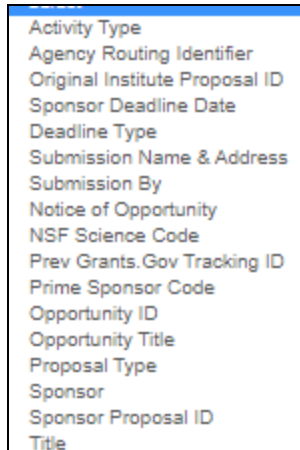 Activity Type
Agency Routing Identifier
Original Institute Proposal ID
Sponsor Deadline Date
Deadline Type
Submission Name & Address
Submission By
Notice of Opportunity
NSF Science Code
Prev Grants.Gov Tracking ID
Prime Sponsor Code
Opportunity ID
Opportunity Title
Proposal Type
Sponsor
Sponsor Proposal ID
Title